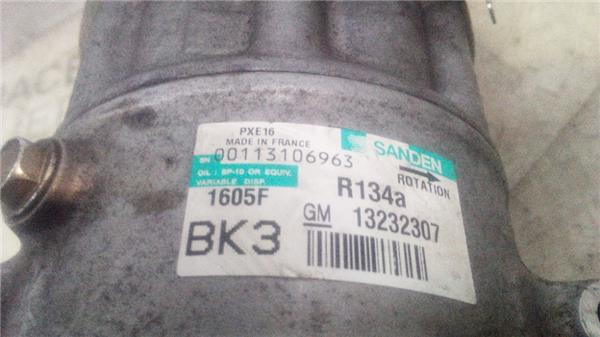 PXE16
MADE IN FRANCE
SANDEN
SN 00113106963
ROTATION
OIL : SP-10 OR EQUIV.
VARIABLE DISP.
R134a
1605F
GM 13232307
BK3